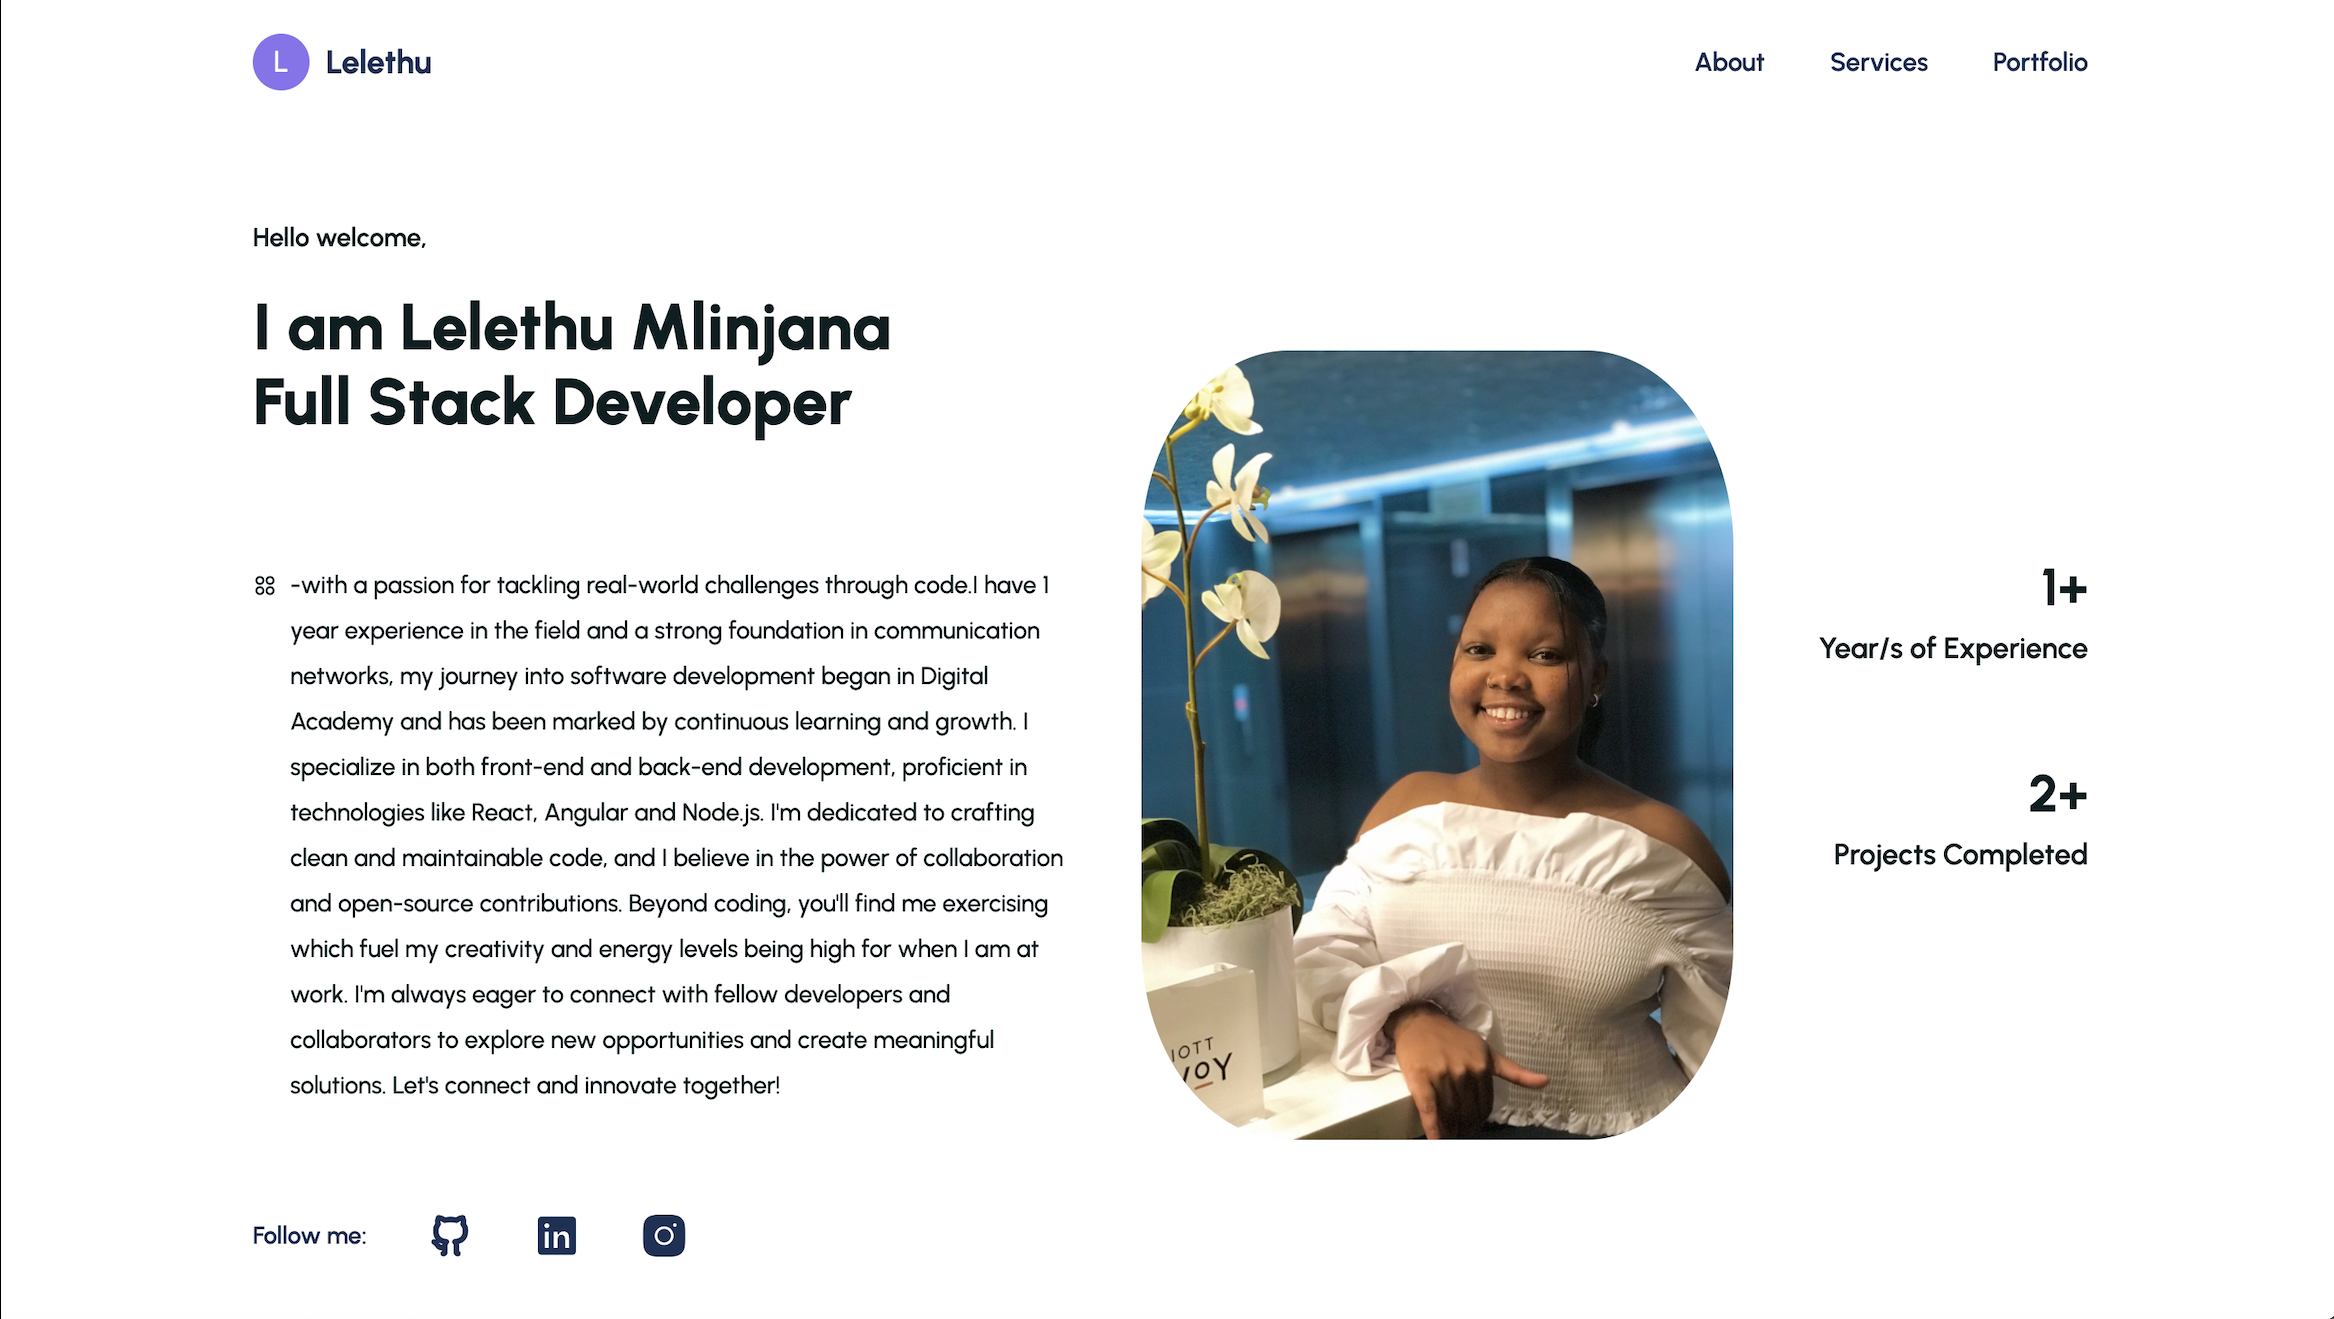 L Lelethu
About Services Portfolio
Hello welcome,
I am Lelethu Mlinjana
Full Stack Developer
-with a passion for tackling real-world challenges through code.I have 1
year experience in the field and a strong foundation in communication
networks, my journey into software development began in Digital
Academy and has been marked by continuous learning and growth. I
specialize in both front-end and back-end development, proficient in
technologies like React, Angular and Node.js. I'm dedicated to crafting
clean and maintainable code, and I believe in the power of collaboration
and open-source contributions. Beyond coding, you'll find me exercising
which fuel my creativity and energy levels being high for when I am at
work. I'm always eager to connect with fellow developers and
collaborators to explore new opportunities and create meaningful
solutions. Let's connect and innovate together!
IOTT
VOY
1+
Year/s of Experience
2+
Projects Completed
Follow me:
in